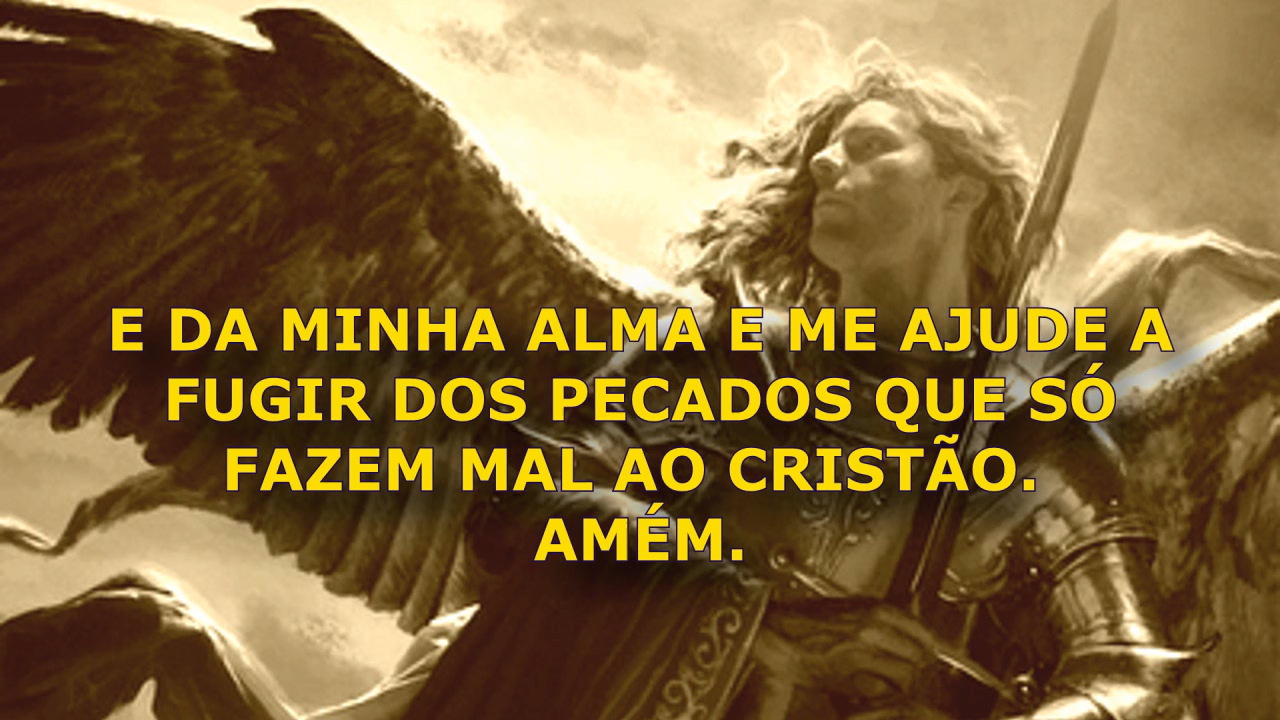 E DA MINHA ALMA E ME AJUDE A
FUGIR DOS PECADOS QUE SÓ
FAZEM MAL AO CRISTÃO.
AMÉM.